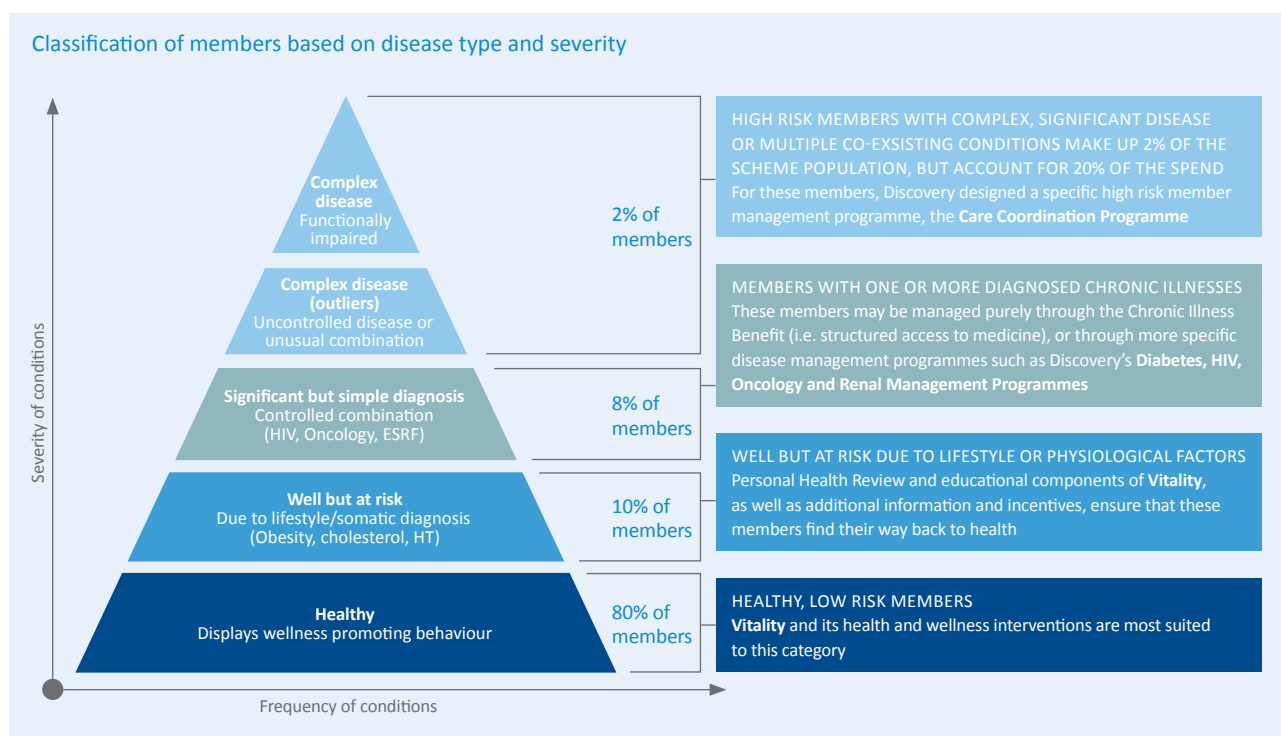 Classification of members based on disease type and severity
Severity of conditions
Complex
disease
Functionally
impaired
Complex disease
(outliers)
Uncontrolled disease or
unusual combination
2% of
members
HIGH RISK MEMBERS WITH COMPLEX, SIGNIFICANT DISEASE
OR MULTIPLE CO-EXSISTING CONDITIONS MAKE UP 2% OF THE
SCHEME POPULATION, BUT ACCOUNT FOR 20% OF THE SPEND
For these members, Discovery designed a specific high risk member
management programme, the Care Coordination Programme
Significant but simple diagnosis
Controlled combination
(HIV, Oncology, ESRF)
8% of
members
MEMBERS WITH ONE OR MORE DIAGNOSED CHRONIC ILLNESSES
These members may be managed purely through the Chronic Illness
Benefit (i.e. structured access to medicine), or through more specific
disease management programmes such as Discovery's Diabetes, HIV,
Oncology and Renal Management Programmes
Well but at risk
Due to lifestyle/somatic diagnosis
(Obesity, cholesterol, HT)
10% of
members
WELL BUT AT RISK DUE TO LIFESTYLE OR PHYSIOLOGICAL FACTORS
Personal Health Review and educational components of Vitality,
as well as additional information and incentives, ensure that these
members find their way back to health
Healthy
Displays wellness promoting behaviour
80% of
members
HEALTHY, LOW RISK MEMBERS
Vitality and its health and wellness interventions are most suited
to this category
Frequency of conditions